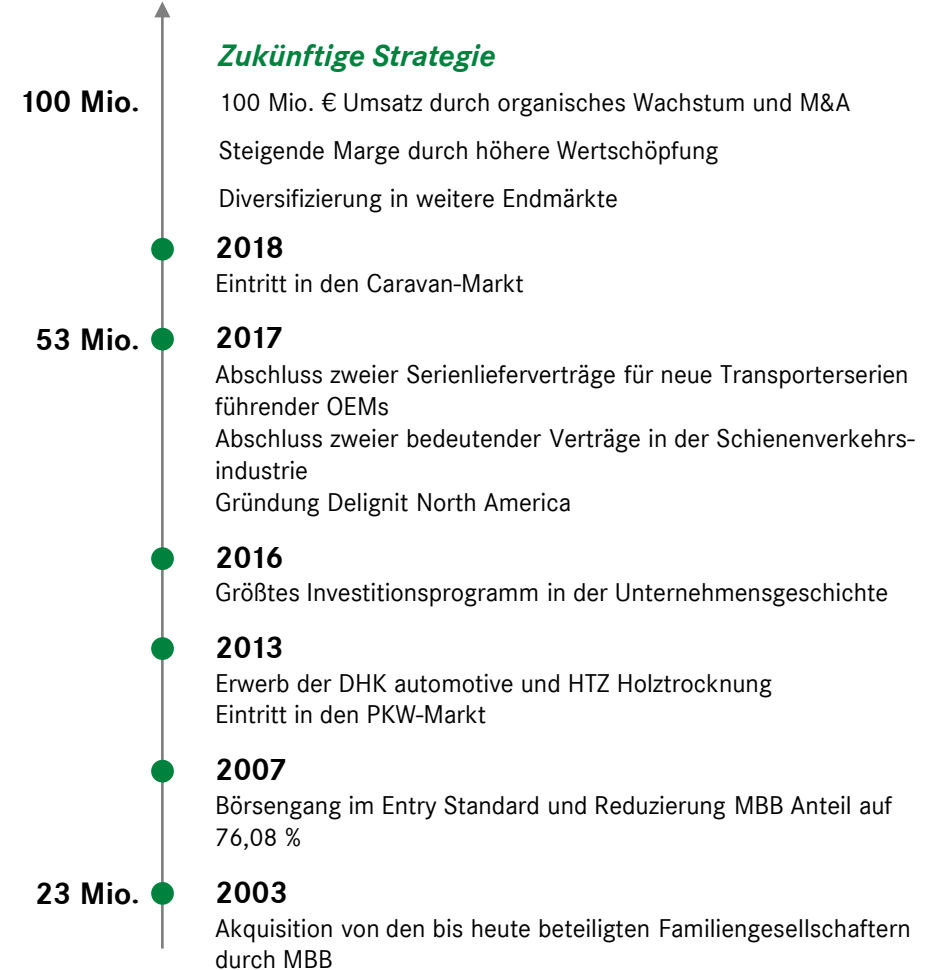 Zukünftige Strategie
100 Mio.
100 Mio. € Umsatz durch organisches Wachstum und M&A
Steigende Marge durch höhere Wertschöpfung
Diversifizierung in weitere Endmärkte
2018
Eintritt in den Caravan-Markt
53 Mio.
2017
Abschluss zweier Serienlieferverträge für neue Transporterserien
führender OEMs
Abschluss zweier bedeutender Verträge in der Schienenverkehrs-
industrie
Gründung Delignit North America
2016
Größtes Investitionsprogramm in der Unternehmensgeschichte
2013
Erwerb der DHK automotive und HTZ Holztrocknung
Eintritt in den PKW-Markt
2007
Börsengang im Entry Standard und Reduzierung MBB Anteil auf
76,08 %
23 Mio.
2003
Akquisition von den bis heute beteiligten Familiengesellschaftern
durch MBB